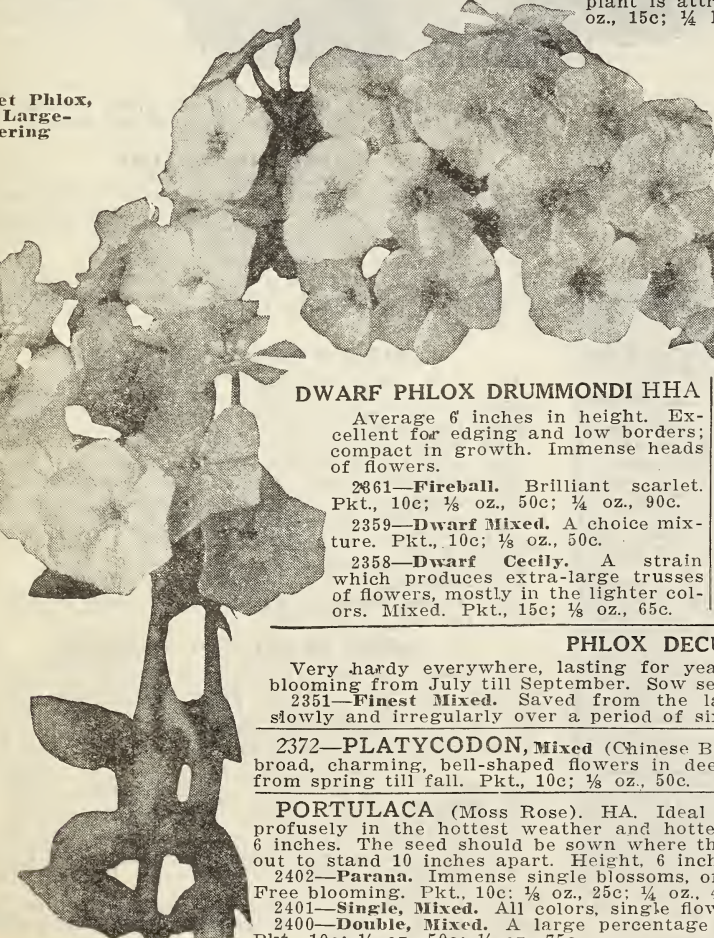 plant is attr
oz., 15c; ¼
et Phlox,
Large-
ering
DWARF PHLOX DRUMMONDI HHA
Average 6 inches in height. Ex-
cellent for edging and low borders;
compact in growth. Immense heads
of flowers.
2361—Fireball. Brilliant scarlet.
Pkt., 10c; ⅛ oz., 50c; ¼ oz., 90c.
2359—Dwarf Mixed. A choice mix-
ture. Pkt., 10c; ⅛ oz., 50c.
2358—Dwarf Cecily. A strain
which produces extra-large trusses
of flowers, mostly in the lighter col-
ors. Mixed. Pkt., 15c; ⅛ oz., 65c.
PHLOX DECU
Very hardy everywhere, lasting for yea
blooming from July till September. Sow se
2351—Finest Mixed. Saved from the la
slowly and irregularly over a period of si
2372—PLATYCODON, Mixed (Chinese B
broad, charming, bell-shaped flowers in dee
from spring till fall. Pkt., 10c; ⅛ oz., 50c.
PORTULACA (Moss Rose). HA. Ideal
profusely in the hottest weather and hotte
6 inches. The seed should be sown where th
out to stand 10 inches apart. Height, 6 inch
2402—Parana. Immense single blossoms, o
Free blooming. Pkt., 10c; ⅛ oz., 25c; ¼ oz.,
2401—Single, Mixed. All colors, single flow
2400—Double, Mixed. A large percentage